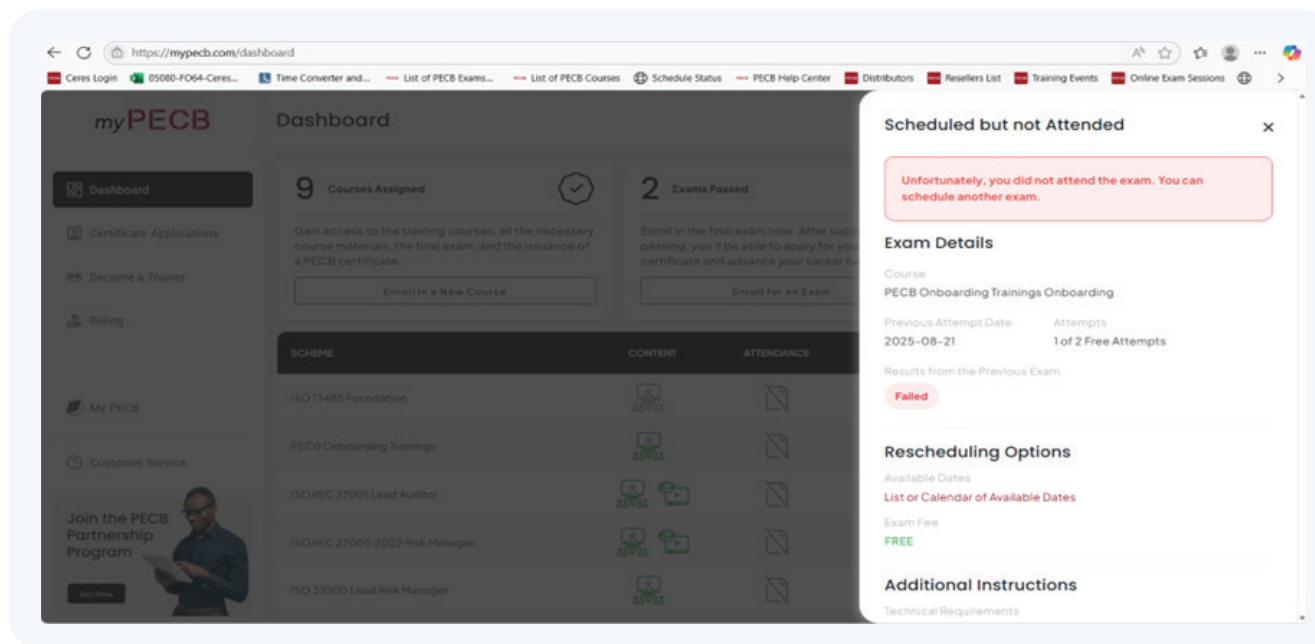 https://mypecb.com/dashboard
Ceres Login 05080-FO64-Ceres... Time Converter and... List of PECB Exams... List of PECB Courses Schedule Status PECB Help Center Distributors Resellers List Training Events Online Exam Sessions
myPECB
Dashboard
Certificate Applications
Become a Trainer
Billing
My PECB
Customer Service
Join the PECB
Partnership
Program
Join Now
Dashboard
9 Courses Assigned
Gain access to the training courses, all the necessary
course materials, the final exam, and the issuance of
a PECB certificate.
Enroll in a New Course
2 Exams Passed
Enroll in the final exam now. After succ
passing, you'll be able to apply for you
certificate and advance your career fu
Enroll for an Exam
SCHEME CONTENT ATTENDANCE
ISO 13485 Foundation
PECB Onboarding Trainings
ISO/IEC 27001 Lead Auditor
ISO/IEC 27005:2022 Risk Manager
ISO 31000 Lead Risk Manager
Scheduled but not Attended
Unfortunately, you did not attend the exam. You can
schedule another exam.
Exam Details
Course
PECB Onboarding Trainings Onboarding
Previous Attempt Date Attempts
2025-08-21 1 of 2 Free Attempts
Results from the Previous Exam
Failed
Rescheduling Options
Available Dates
List or Calendar of Available Dates
Exam Fee
FREE
Additional Instructions
Technical Requirements